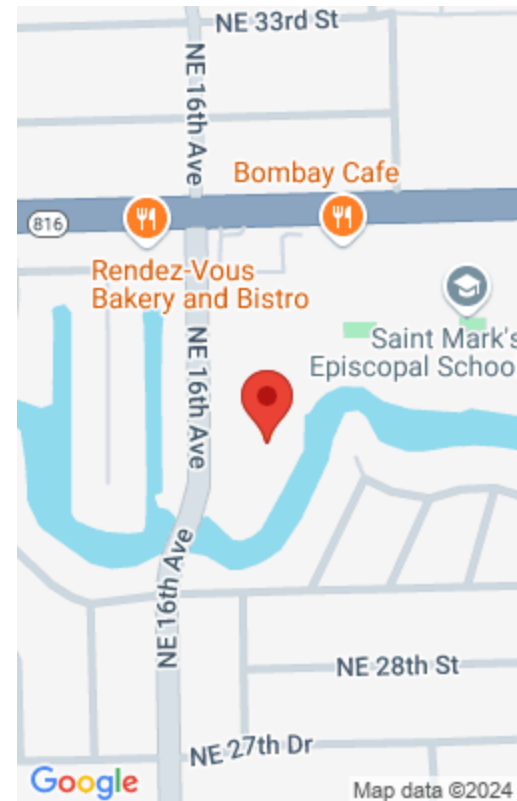 NE 33rd St
NE 16th Ave
Bombay Cafe
816
Rendez-Vous
Bakery and Bistro
Saint Mark's
Episcopal Schoo
NE 16th Ave
NE 16th Ave
NE 28th St
NE 27th Dr
Google
Map data ©2024